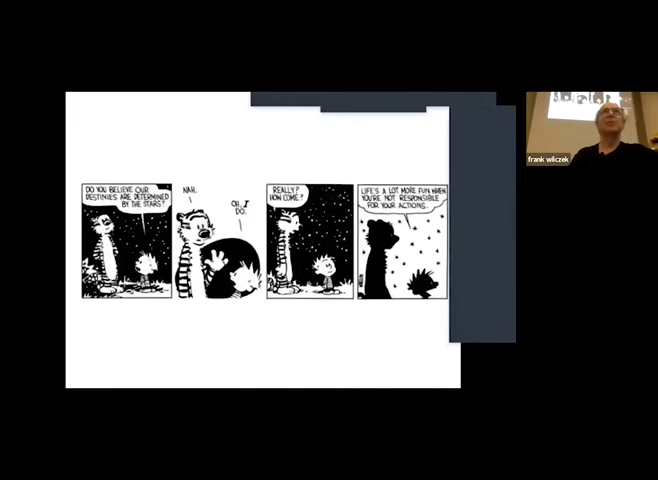 DO YOU BELIEVE OUR
DESTINIES ARE DETERMINED
BY THE STARS?
NAH.
OH, I
DO.
REALLY?
HOW COME?
LIFE'S A LOT MORE FUN WHEN
YOU'RE NOT RESPONSIBLE
FOR YOUR ACTIONS.
frank wilczek